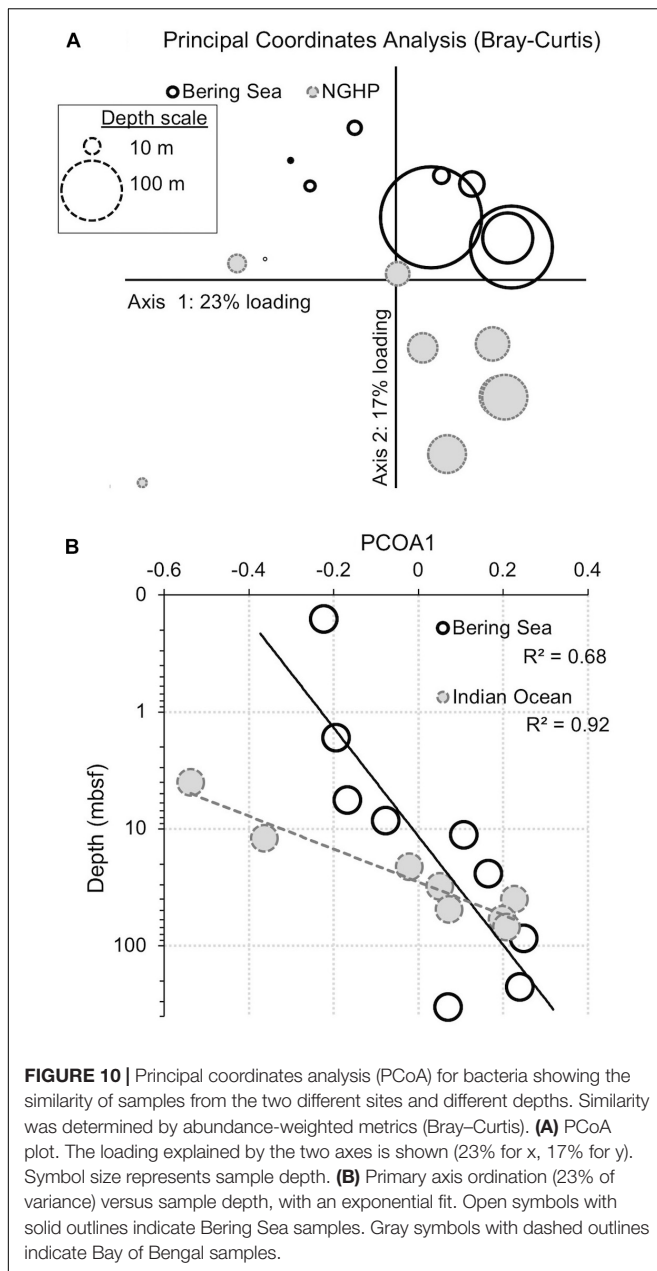 A
Principal Coordinates Analysis (Bray-Curtis)
Bering Sea NGHP
Depth scale
10 m
100 m
Axis 1: 23% loading
Axis 2: 17% loading
B
PCOA1
-0.6 -0.4 -0.2 0 0.2 0.4
0
1
10
100
Depth (mbsf)
Bering Sea
R² = 0.68
Indian Ocean
R² = 0.92
FIGURE 10 | Principal coordinates analysis (PCoA) for bacteria showing the
similarity of samples from the two different sites and different depths. Similarity
was determined by abundance-weighted metrics (Bray–Curtis). (A) PCoA
plot. The loading explained by the two axes is shown (23% for x, 17% for y).
Symbol size represents sample depth. (B) Primary axis ordination (23% of
variance) versus sample depth, with an exponential fit. Open symbols with
solid outlines indicate Bering Sea samples. Gray symbols with dashed outlines
indicate Bay of Bengal samples.